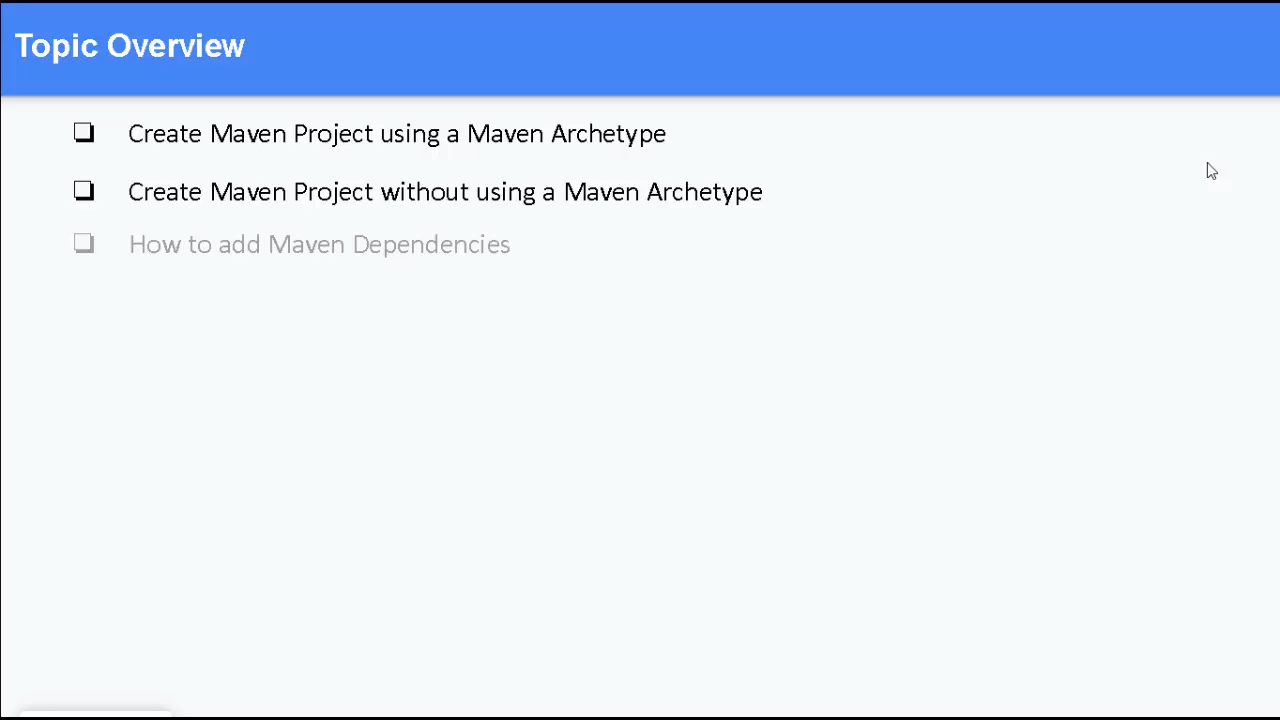 Topic Overview
❑ Create Maven Project using a Maven Archetype
❑ Create Maven Project without using a Maven Archetype
❑ How to add Maven Dependencies